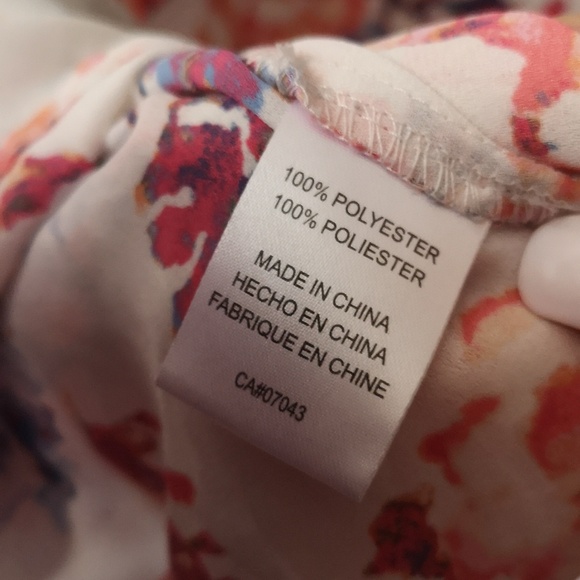 100% POLYESTER
100% POLIESTER
MADE IN CHINA
HECHO EN CHINA
FABRIQUE EN CHINE
CA#07043